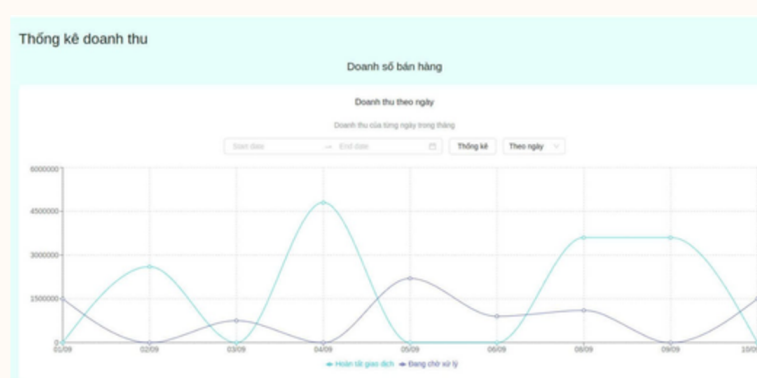 Thống kê doanh thu
Doanh số bán hàng
Doanh thu theo ngày
Doanh thu của từng ngày trong tháng
Start date → End date Thống kê Theo ngày
6000000
4500000
3000000
1500000
0
01/09 02/09 03/09 04/09 05/09 06/09 08/09 09/09 10/09
Hoàn tất giao dịch Đang chờ xử lý